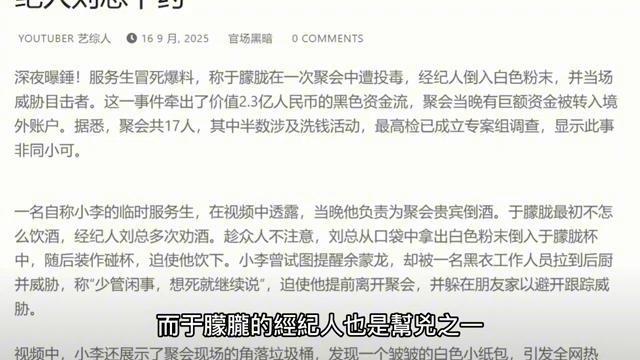 YOUTUBER 艺综人 16 9 月, 2025 官场黑暗 0 COMMENTS
深夜曝锤！服务生冒死爆料，称于朦胧在一次聚会中遭投毒，经纪人倒入白色粉末，并当场
威胁目击者。这一事件牵出了价值2.3亿人民币的黑色资金流，聚会当晚有巨额资金被转入境
外账户。据悉，聚会共17人，其中半数涉及洗钱活动，最高检已成立专案组调查，显示此事
非同小可。
一名自称小李的临时服务生，在视频中透露，当晚他负责为聚会贵宾倒酒。于朦胧最初不怎
么饮酒，经纪人刘总多次劝酒。趁众人不注意，刘总从口袋中拿出白色粉末倒入于朦胧杯
中，随后装作碰杯，迫使他饮下。小李曾试图提醒余蒙龙，却被一名黑衣工作人员拉到后厨
并威胁，称“少管闲事，想死就继续说”，迫使他提前离开聚会，并躲在朋友家以避开跟踪威
胁。
而于朦朧的經紀人也是幫兇之一
视频中，小李还展示了聚会现场的角落垃圾桶，发现一个皱皱的白色小纸包，引发全网热